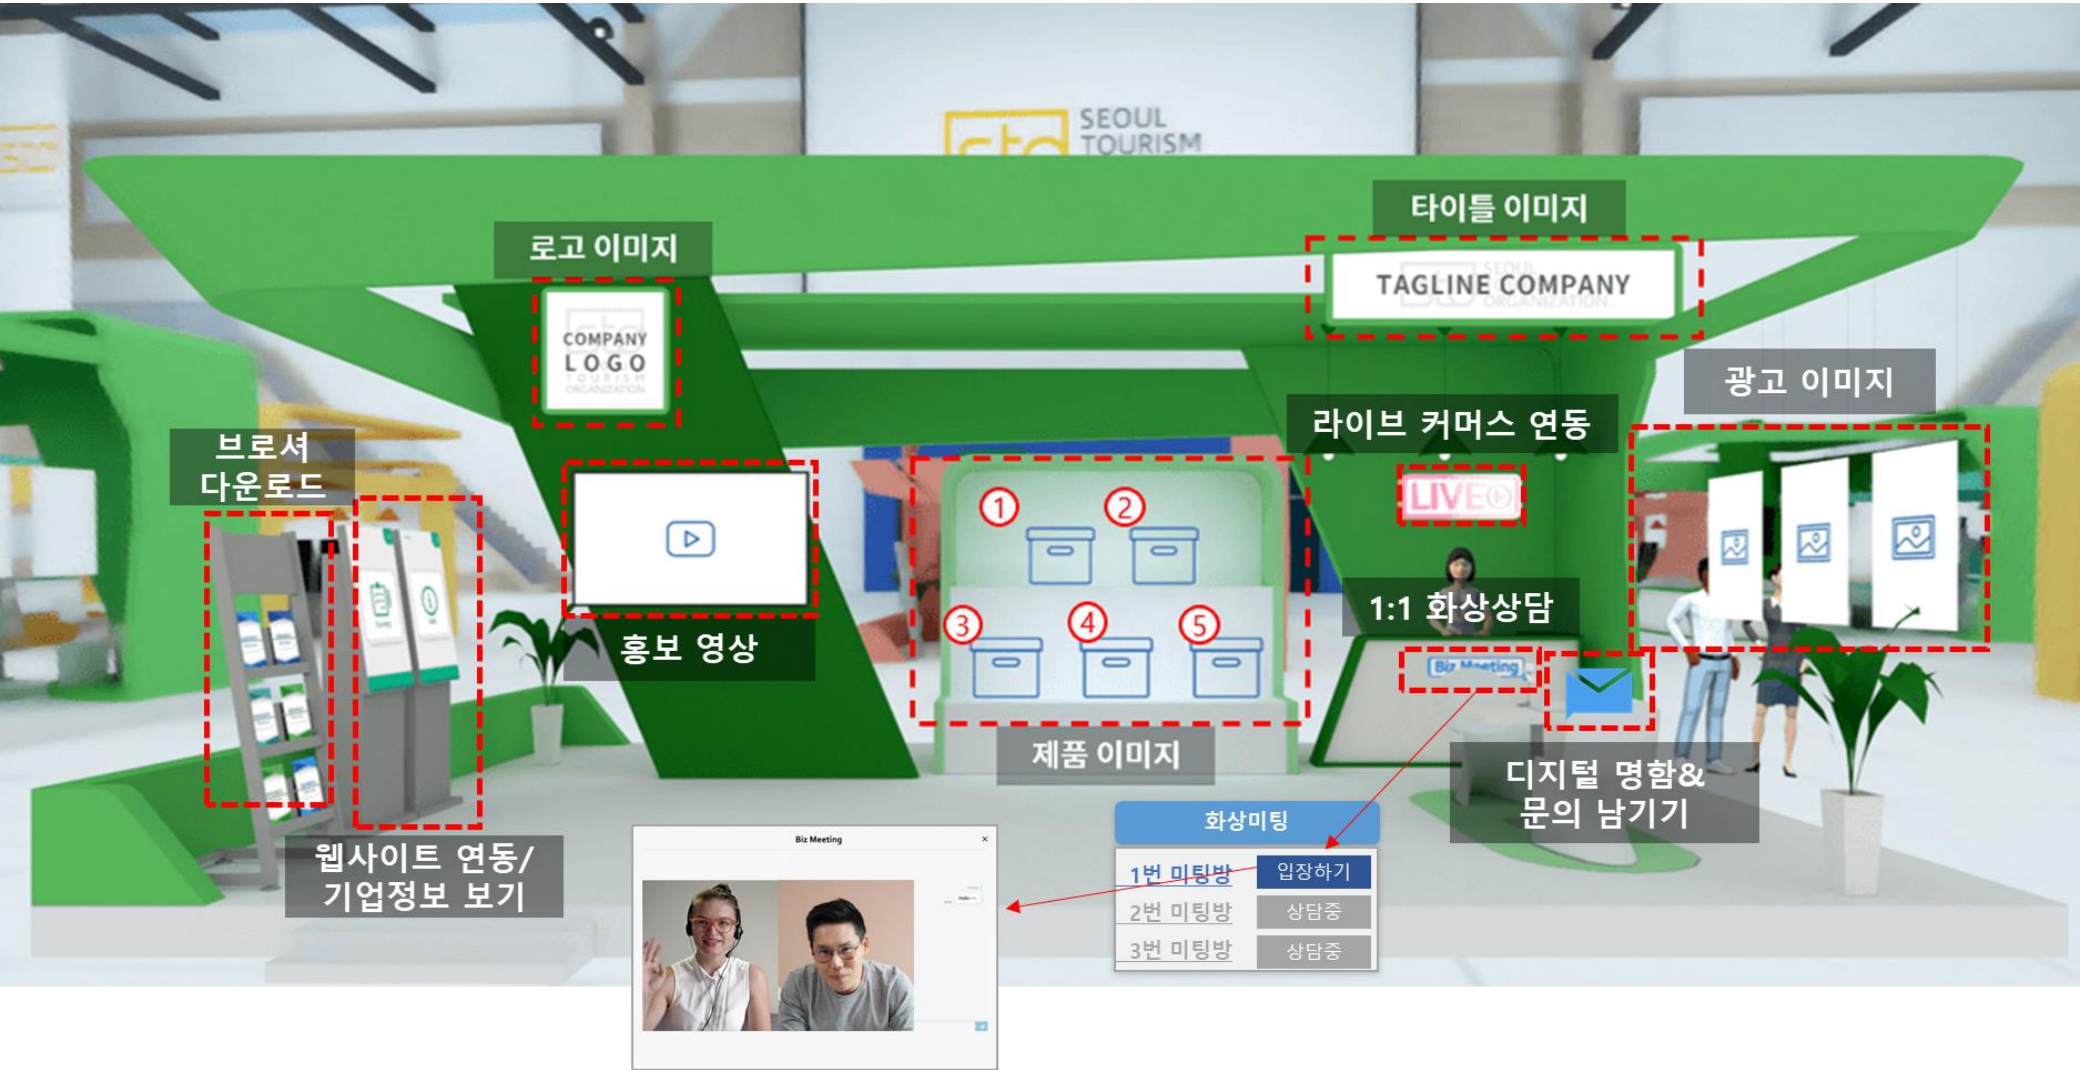 SEOUL
TOURISM
타이틀 이미지
로고 이미지
TAGLINE COMPANY
ORGANIZATION
COMPANY
LOGO
TOURISM
ORGANIZATION
광고 이미지
라이브 커머스 연동
브로셔
다운로드
LIVE
①
②
1:1 화상상담
③
④
⑤
홍보 영상
Biz Meeting
제품 이미지
디지털 명함&
문의 남기기
화상미팅
1번 미팅방 입장하기
2번 미팅방 상담중
3번 미팅방 상담중
웹사이트 연동/
기업정보 보기
Biz Meeting
×